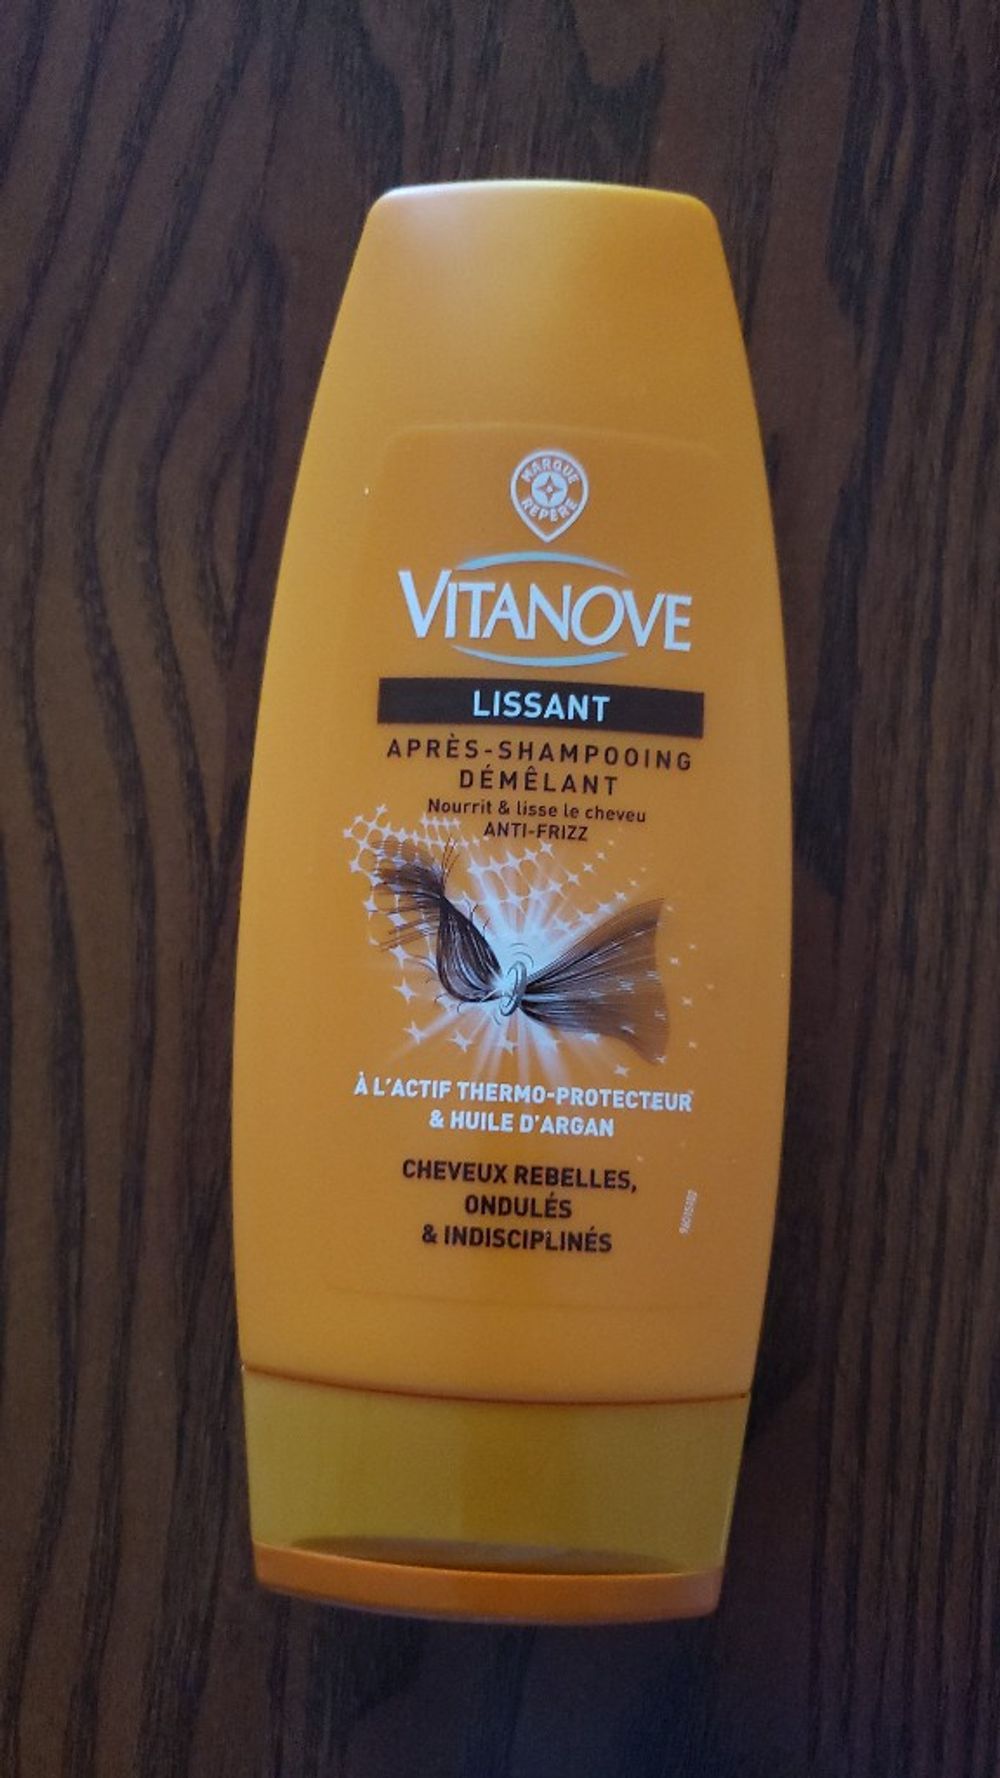 MARQUE
REPÈRE
VITANOVE
LISSANT
APRÈS-SHAMPOOING
DÉMÊLANT
Nourrit & lisse le cheveu
ANTI-FRIZZ
À L'ACTIF THERMO-PROTECTEUR
& HUILE D'ARGAN
CHEVEUX REBELLES,
ONDULÉS
& INDISCIPLINÉS